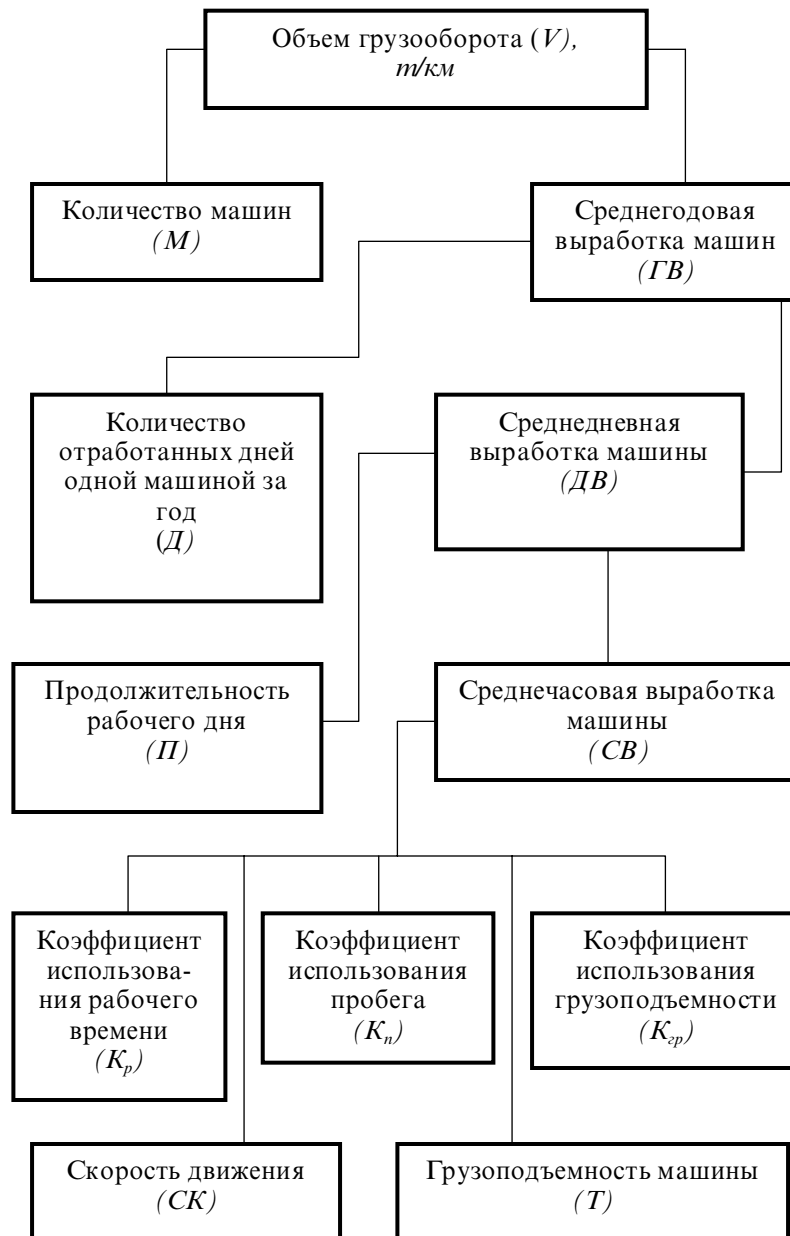 Объем грузооборота (V),
т/км
Количество машин
(М)
Среднегодовая
выработка машин
(ГВ)
Количество
отработанных дней
одной машиной за
год
(Д)
Среднедневная
выработка машины
(ДВ)
Продолжительность
рабочего дня
(П)
Среднечасовая выработка
машины
(СВ)
Коэффициент
использова-
ния рабочего
времени
(Кр)
Коэффициент
использования
пробега
(Кп)
Коэффициент
использования
грузоподъемности
(Кгр)
Скорость движения
(СК)
Грузоподъемность машины
(Т)